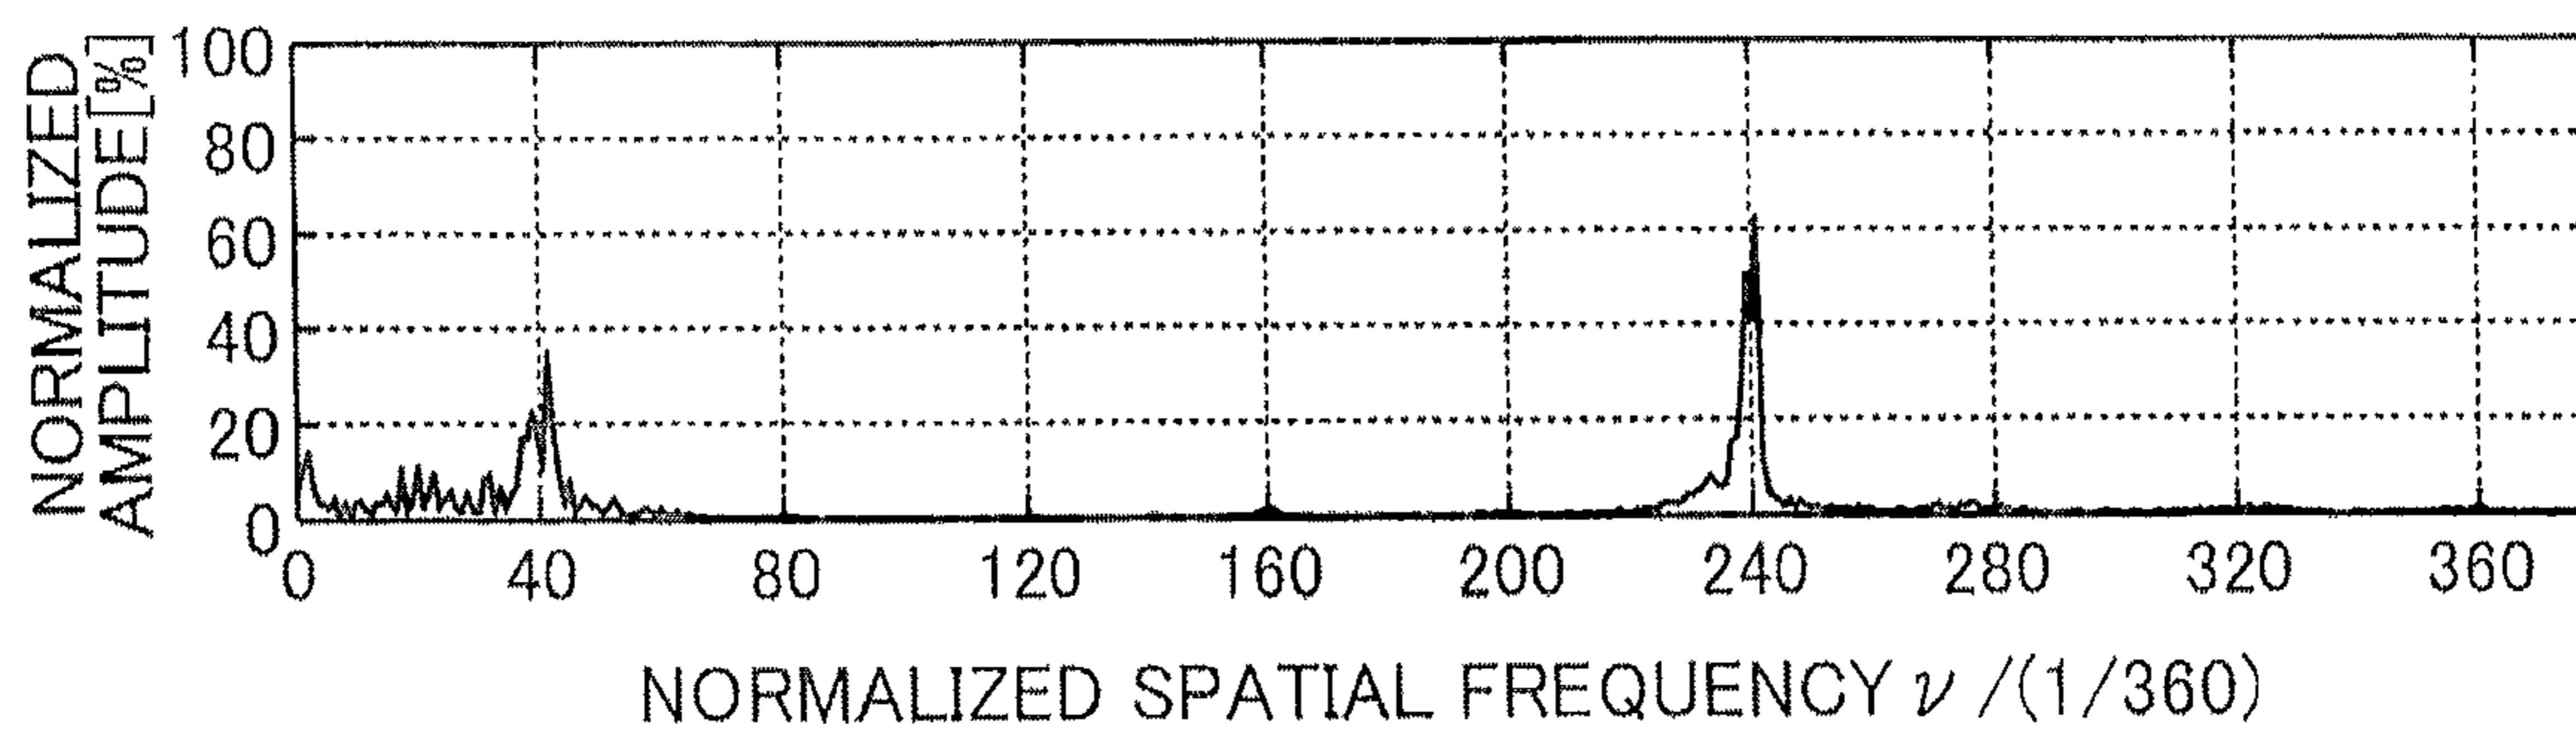 NORMALIZED
AMPLITUDE[%]
100
80
60
40
20
0
0 40 80 120 160 200 240 280 320 360
NORMALIZED SPATIAL FREQUENCY ν /(1/360)